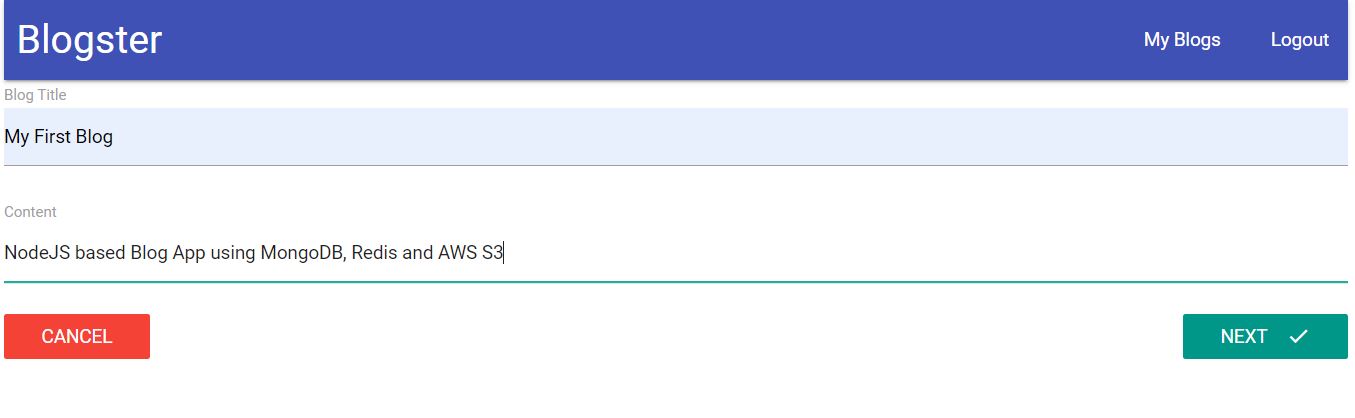 Blogster
My Blogs
Logout
Blog Title
My First Blog
Content
NodeJS based Blog App using MongoDB, Redis and AWS S3
CANCEL
NEXT